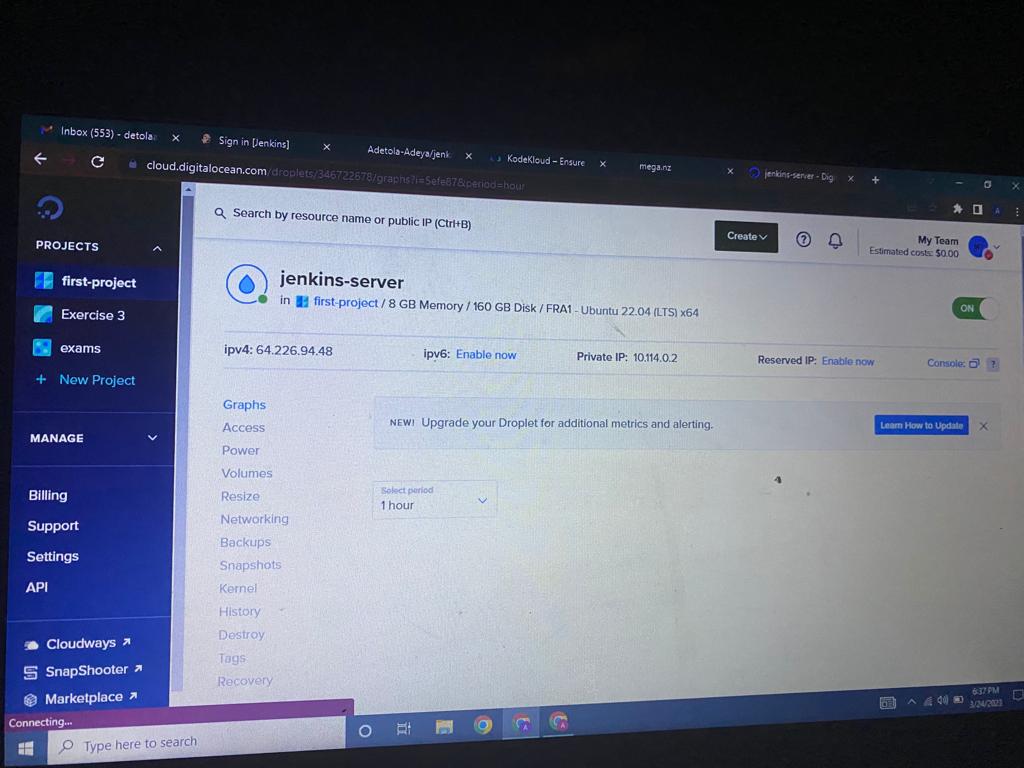 Inbox (553) - detola
Sign in [Jenkins]
Adetola-Adeya/jenk
KodeKloud – Ensure
mega.nz
jenkins-server - Dig
cloud.digitalocean.com/droplets/346722678/graphs?i=5efe87&period=hour
Search by resource name or public IP (Ctrl+B)
Create
?
My Team
Estimated costs: $0.00
PROJECTS
first-project
Exercise 3
exams
+ New Project
MANAGE
Billing
Support
Settings
API
Cloudways
SnapShooter
Marketplace
jenkins-server
in first-project / 8 GB Memory / 160 GB Disk / FRA1 - Ubuntu 22.04 (LTS) x64
ON
ipv4: 64.226.94.48
ipv6: Enable now
Private IP: 10.114.0.2
Reserved IP: Enable now
Console: ?
Graphs
Access
Power
Volumes
Resize
Networking
Backups
Snapshots
Kernel
History
Destroy
Tags
Recovery
NEW! Upgrade your Droplet for additional metrics and alerting.
Learn How to Update
Select period
1 hour
Connecting...
Type here to search
6:37 PM
3/24/2023